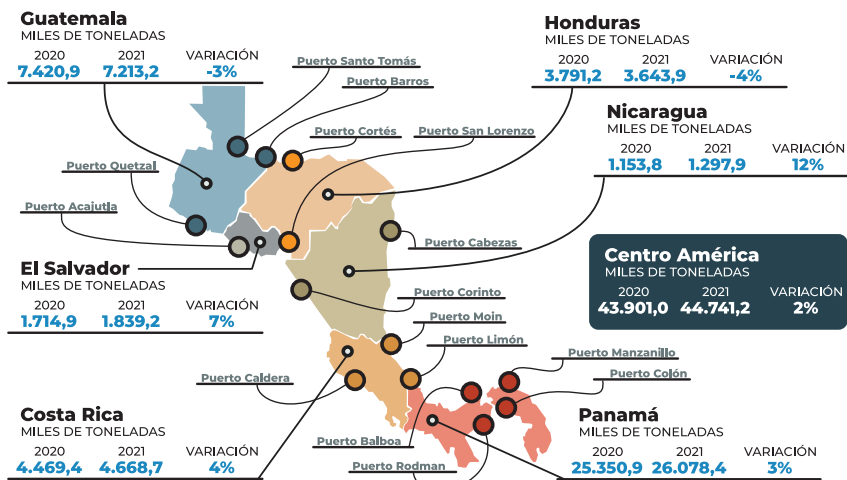 Guatemala
MILES DE TONELADAS
2020 2021 VARIACIÓN
7.420,9 7.213,2 -3%
Honduras
MILES DE TONELADAS
2020 2021 VARIACIÓN
3.791,2 3.643,9 -4%
Puerto Santo Tomás
Puerto Barros
Puerto Cortés
Puerto San Lorenzo
Nicaragua
MILES DE TONELADAS
2020 2021 VARIACIÓN
1.153,8 1.297,9 12%
Puerto Quetzal
Puerto Acajutla
Puerto Cabezas
El Salvador
MILES DE TONELADAS
2020 2021 VARIACIÓN
1.714,9 1.839,2 7%
Centro América
MILES DE TONELADAS
2020 2021 VARIACIÓN
43.901,0 44.741,2 2%
Puerto Corinto
Puerto Moin
Puerto Limón
Puerto Manzanillo
Puerto Colón
Puerto Caldera
Costa Rica
MILES DE TONELADAS
2020 2021 VARIACIÓN
4.469,4 4.668,7 4%
Puerto Balboa
Puerto Rodman
Panamá
MILES DE TONELADAS
2020 2021 VARIACIÓN
25.350,9 26.078,4 3%